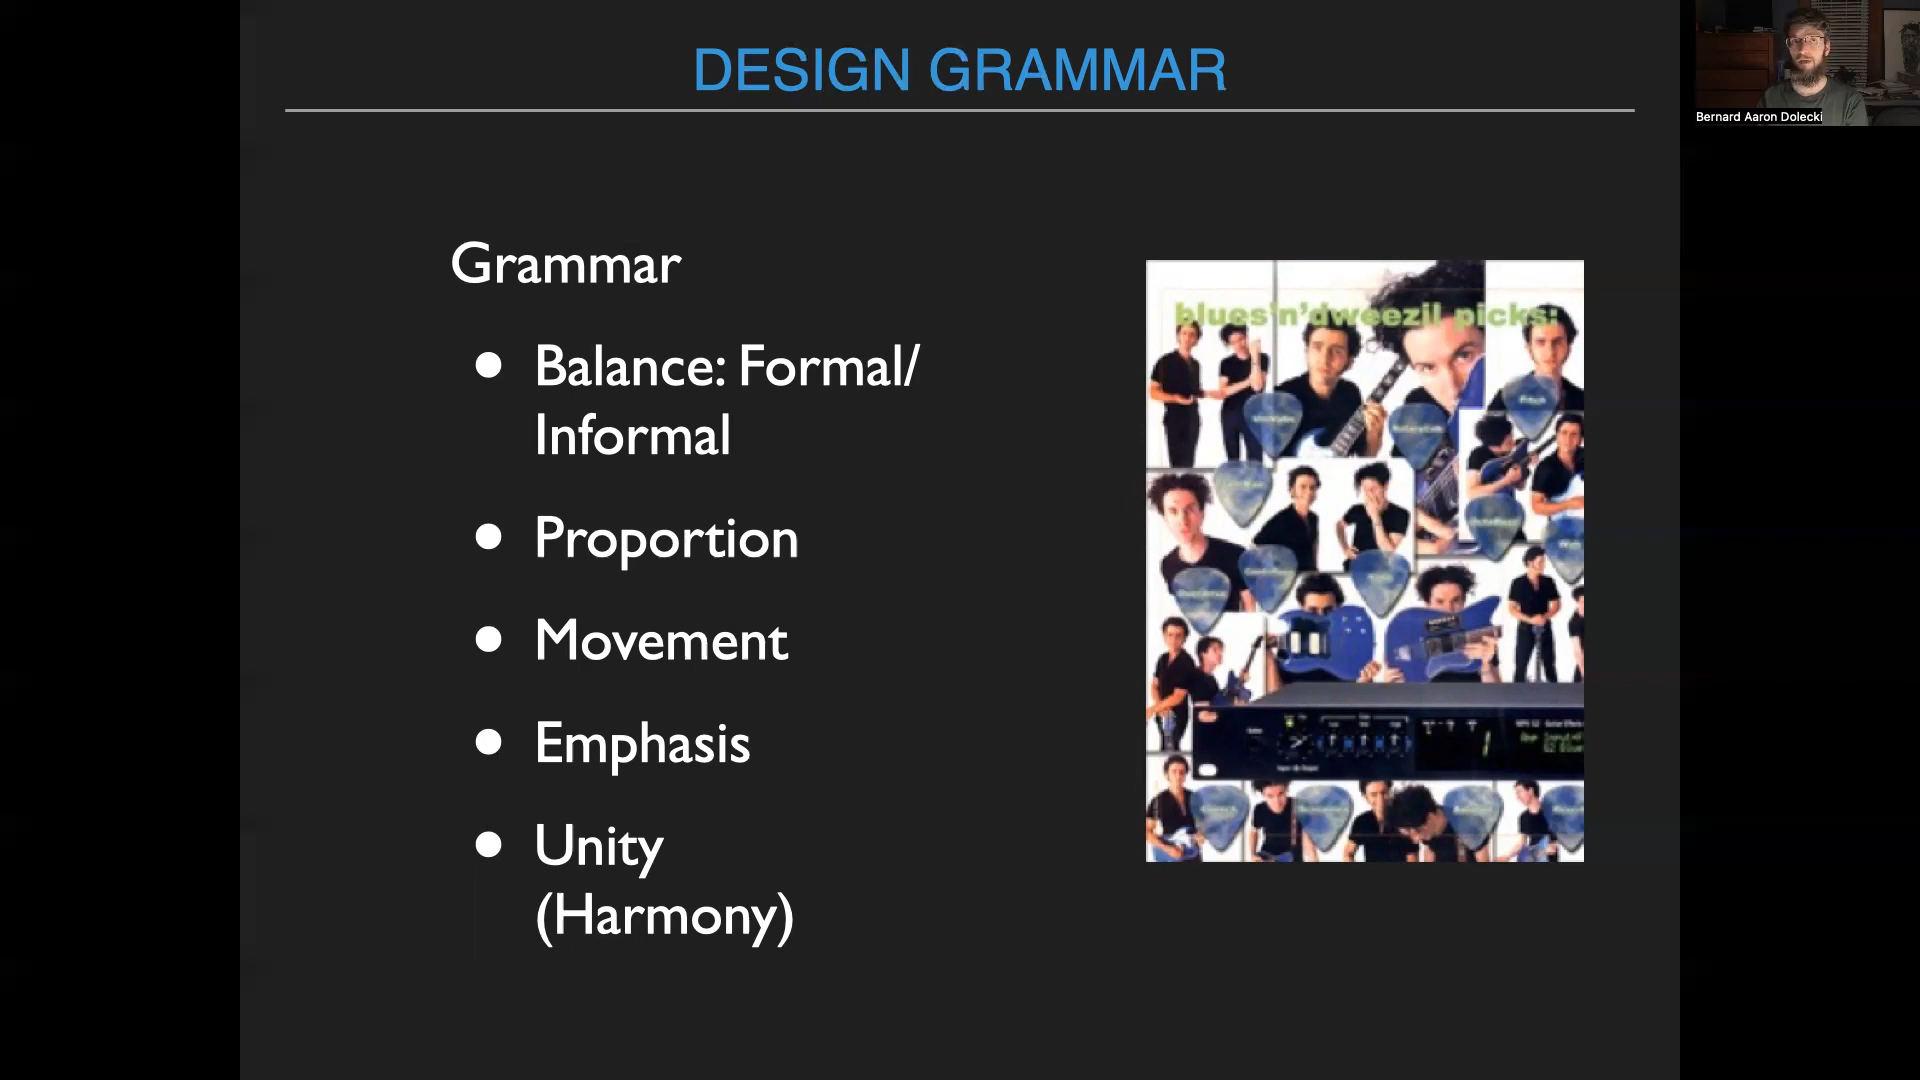 DESIGN GRAMMAR
Bernard Aaron Dolecki
Grammar
● Balance: Formal/
Informal
● Proportion
● Movement
● Emphasis
● Unity
(Harmony)
blues'n'dweezil picks: